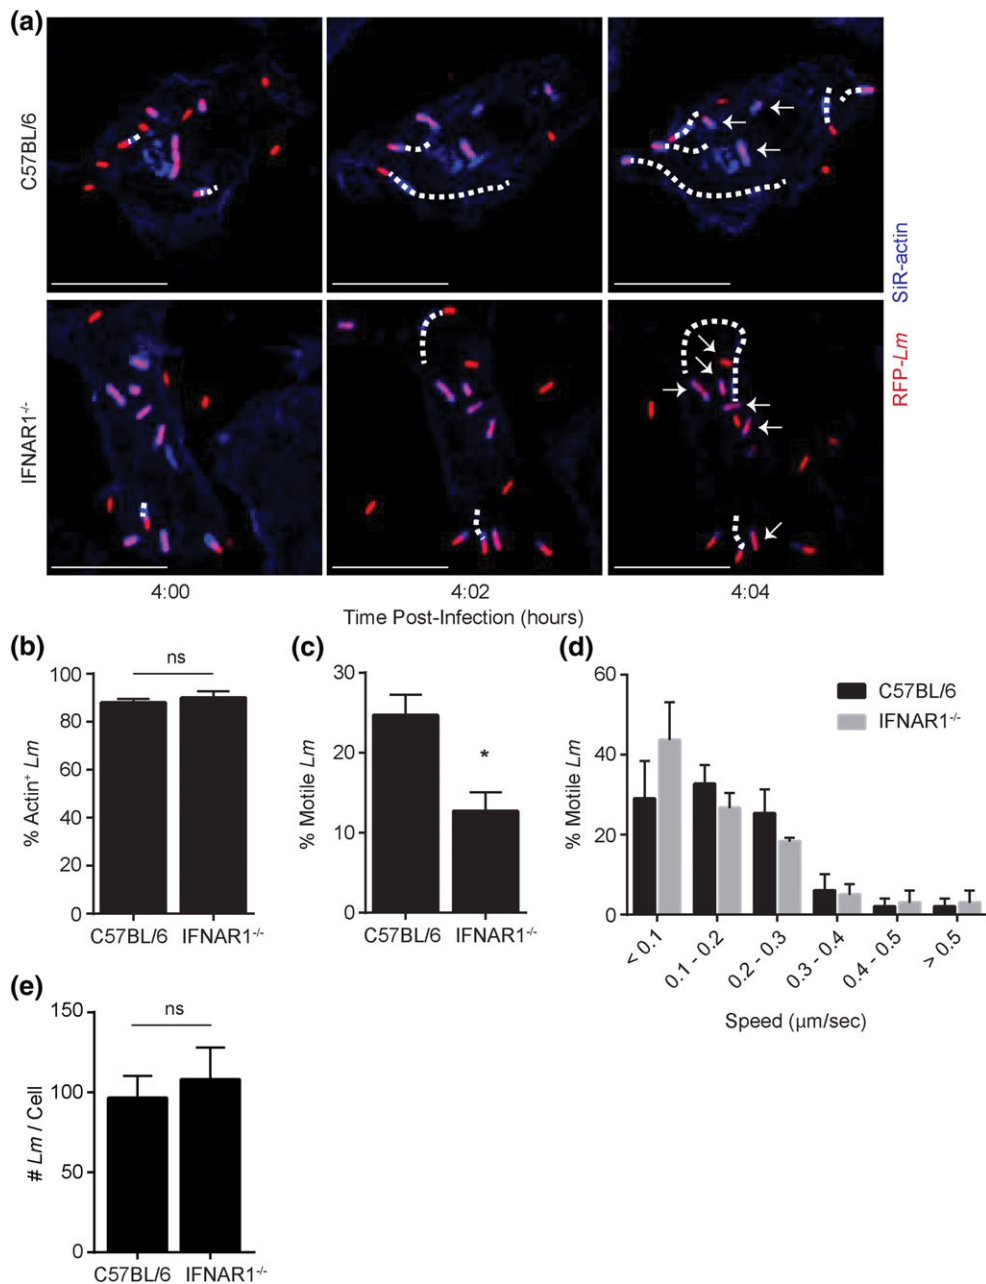 (a)
C57BL/6
IFNAR1-/-
SiR-actin
RFP-Lm
4:00 4:02 4:04
Time Post-Infection (hours)
(b)
ns
100
80
60
40
20
0
% Actin+ Lm
C57BL/6 IFNAR1-/-
(c)
30
20
10
0
% Motile Lm
*
C57BL/6 IFNAR1-/-
(d)
60
40
20
0
% Motile Lm
C57BL/6
IFNAR1-/-
< 0.1
0.1 - 0.2
0.2 - 0.3
0.3 - 0.4
0.4 - 0.5
> 0.5
Speed (µm/sec)
(e)
ns
150
100
50
0
# Lm / Cell
C57BL/6 IFNAR1-/-